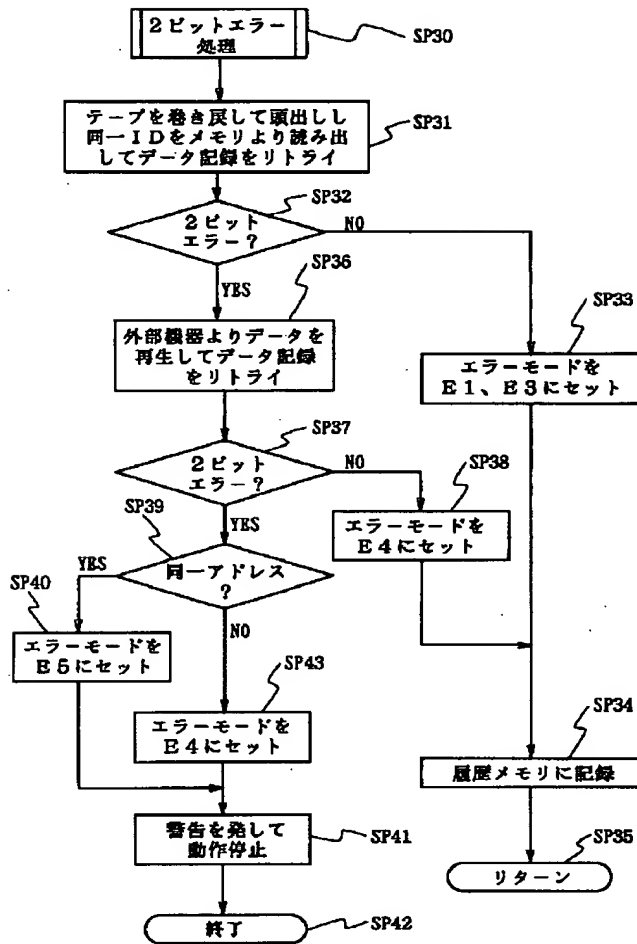 2ビットエラー
処理
SP30
テープを巻き戻して頭出しし
同一IDをメモリより読み出
してデータ記録をリトライ
SP31
SP32
2ビット
エラー?
NO
YES
SP36
SP33
外部機器よりデータを
再生してデータ記録
をリトライ
エラーモードを
E1、E3にセット
SP37
2ビット
エラー?
NO
SP38
SP39
YES
エラーモードを
E4にセット
YES
同一アドレス
?
SP40
エラーモードを
E5にセット
NO
SP43
エラーモードを
E4にセット
SP34
履歴メモリに記録
警告を発して
動作停止
SP41
SP35
リターン
終了
SP42